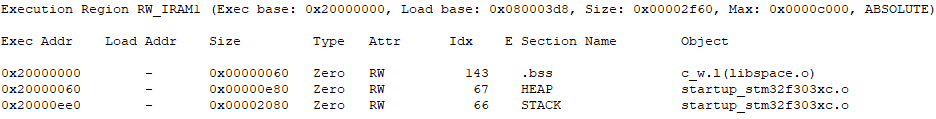 Execution Region RW_IRAM1 (Exec base: 0x20000000, Load base: 0x080003d8, Size: 0x00002f60, Max: 0x0000c000, ABSOLUTE)
Exec Addr Load Addr Size Type Attr Idx E Section Name Object
0x20000000 - 0x00000060 Zero RW 143 .bss c_w.l(libspace.o)
0x20000060 - 0x00000e80 Zero RW 67 HEAP startup_stm32f303xc.o
0x20000ee0 - 0x00002080 Zero RW 66 STACK startup_stm32f303xc.o